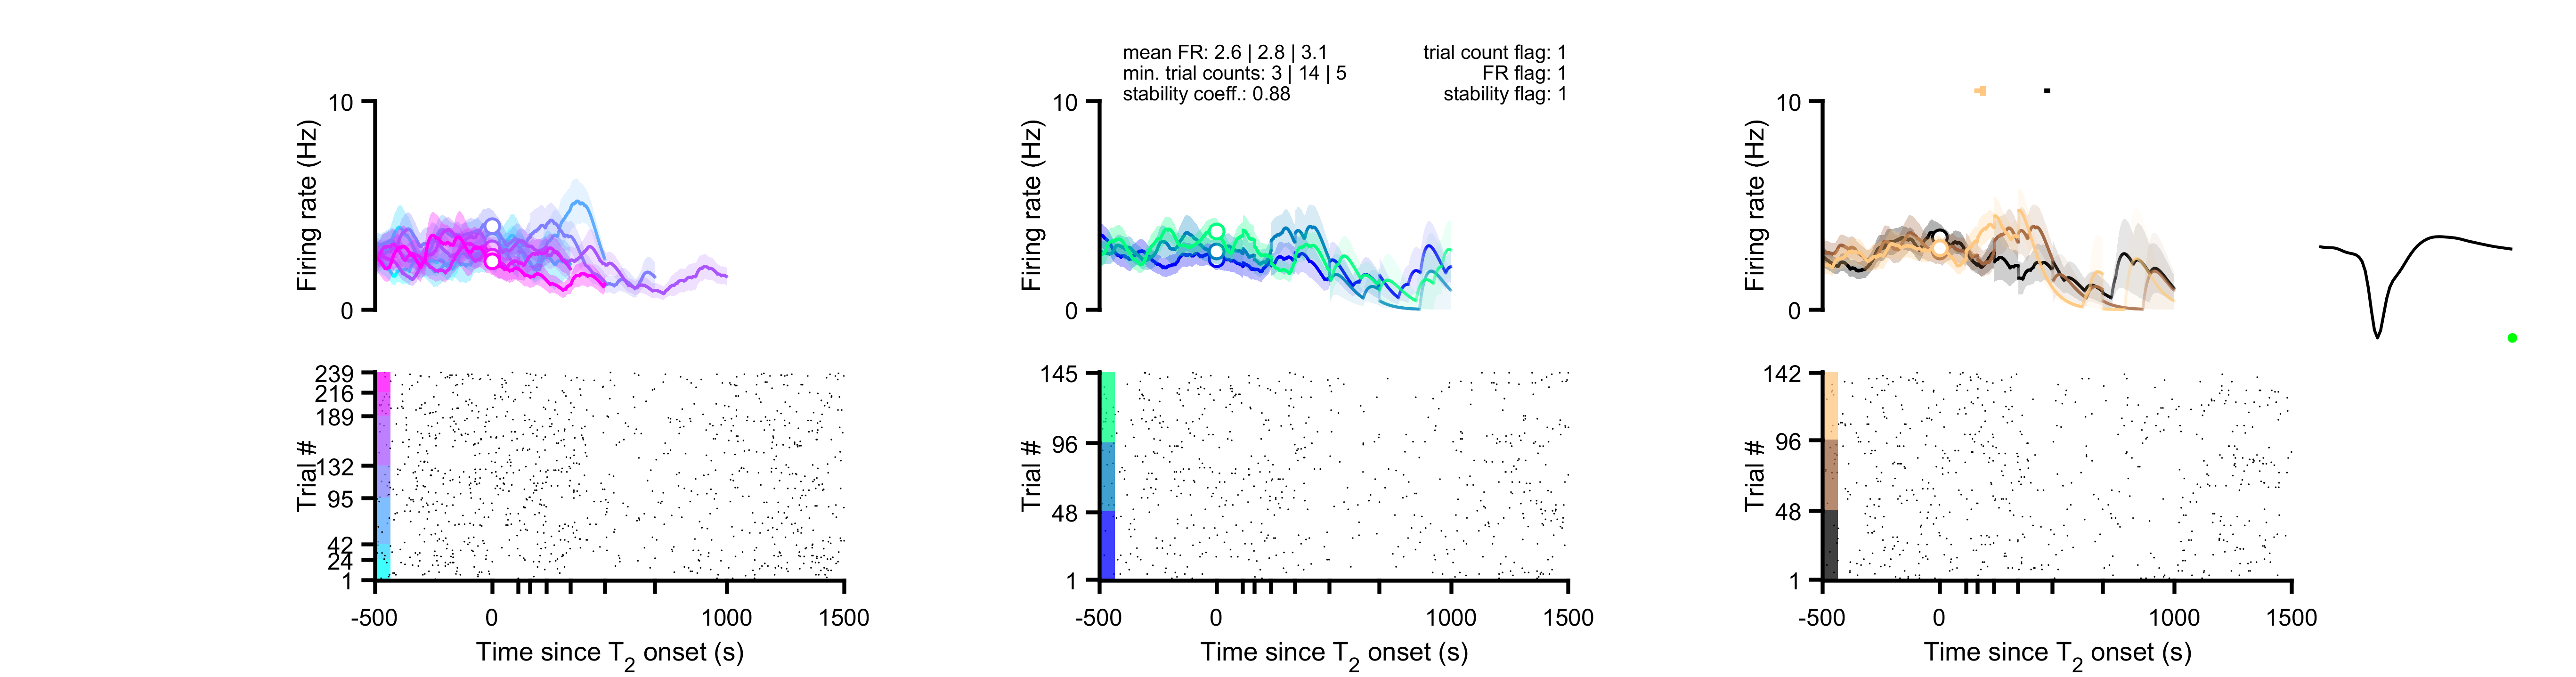 mean FR: 2.6 | 2.8 | 3.1
min. trial counts: 3 | 14 | 5
stability coeff.: 0.88
trial count flag: 1
FR flag: 1
stability flag: 1
10
Firing rate (Hz)
0
239
216
189
132
95
42
24
1
Trial #
-500
0
1000
1500
Time since T2 onset (s)
10
Firing rate (Hz)
0
145
96
48
1
Trial #
-500
0
1000
1500
Time since T2 onset (s)
10
Firing rate (Hz)
0
142
96
48
1
Trial #
-500
0
1000
1500
Time since T2 onset (s)